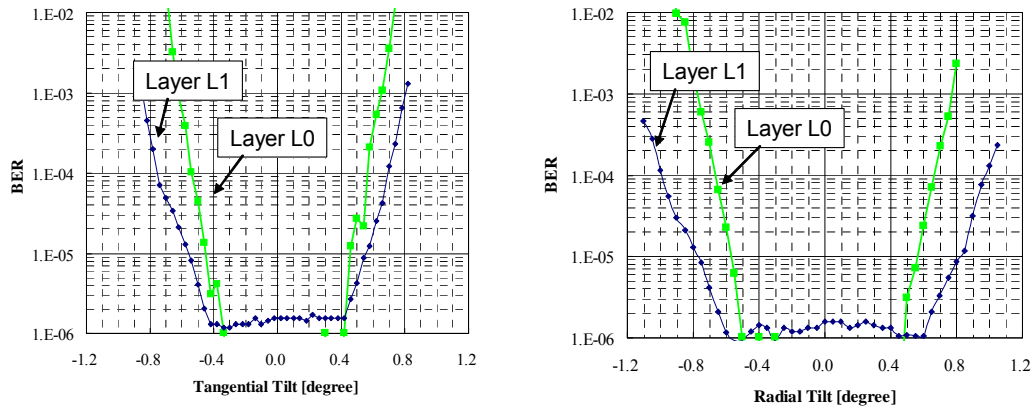 1.E-02
1.E-03
1.E-04
1.E-05
1.E-06
BER
Layer L1
Layer L0
-1.2 -0.8 -0.4 0.0 0.4 0.8 1.2
Tangential Tilt [degree]
1.E-02
1.E-03
1.E-04
1.E-05
1.E-06
BER
Layer L1
Layer L0
-1.2 -0.8 -0.4 0.0 0.4 0.8 1.2
Radial Tilt [degree]